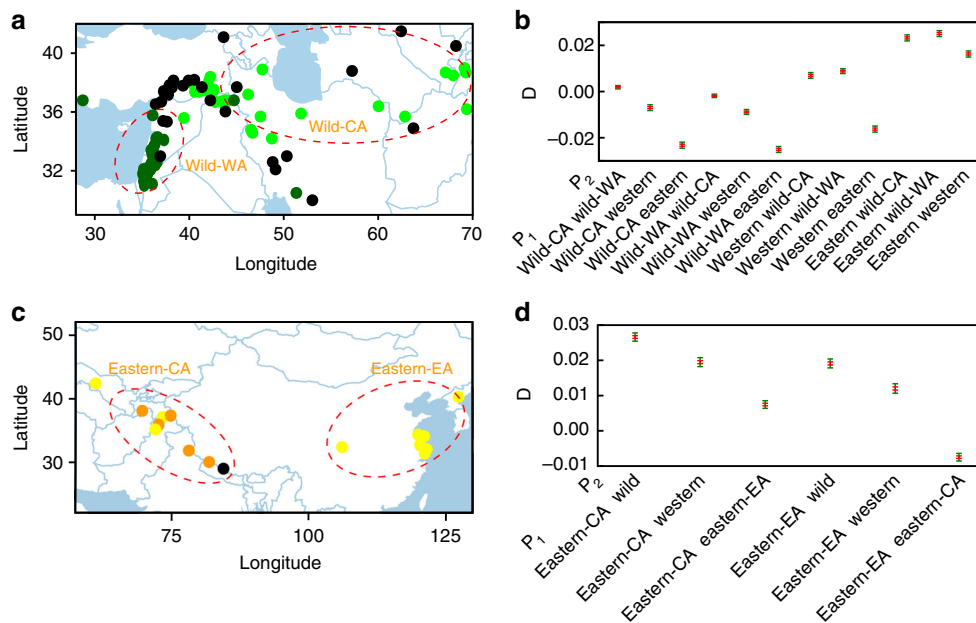 a
Latitude
40
36
32
Wild-CA
Wild-WA
30
40
50
60
70
Longitude
b
D
0.02
0.00
−0.02
P2
P1
Wild-CA wild-WA
Wild-CA western
Wild-CA eastern
Wild-WA wild-CA
Wild-WA western
Wild-WA eastern
Western wild-CA
Western wild-WA
Western eastern
Eastern wild-CA
Eastern wild-WA
Eastern western
c
Latitude
50
40
30
Eastern-CA
Eastern-EA
75
100
125
Longitude
d
D
0.03
0.02
0.01
0.00
−0.01
P2
P1
Eastern-CA wild
Eastern-CA western
Eastern-CA eastern-EA
Eastern-EA wild
Eastern-EA western
Eastern-EA eastern-CA